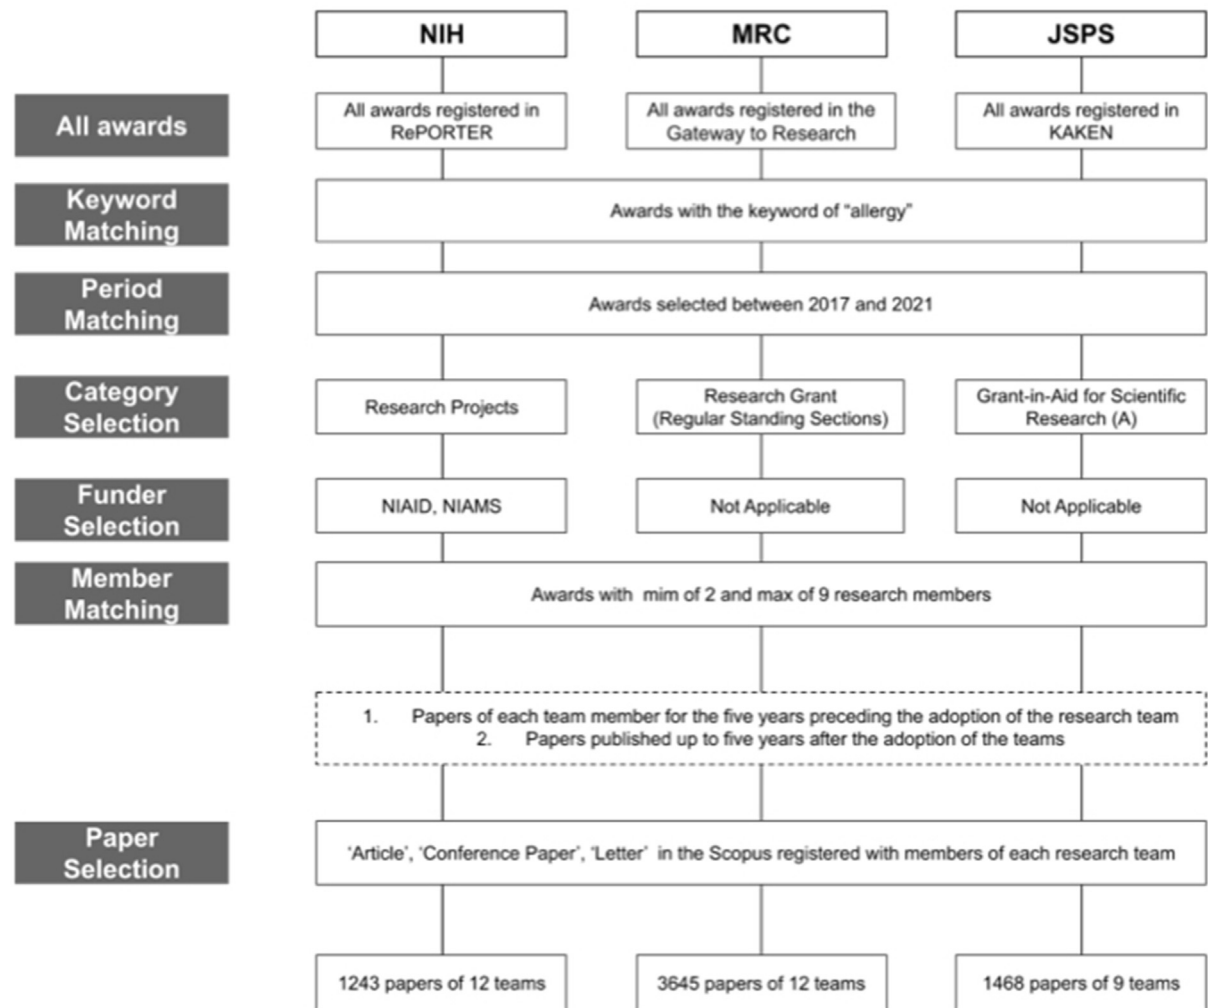 NIH
MRC
JSPS
All awards
All awards registered in
RePORTER
All awards registered in the
Gateway to Research
All awards registered in
KAKEN
Keyword
Matching
Awards with the keyword of “allergy”
Period
Matching
Awards selected between 2017 and 2021
Category
Selection
Research Projects
Research Grant
(Regular Standing Sections)
Grant-in-Aid for Scientific
Research (A)
Funder
Selection
NIAID, NIAMS
Not Applicable
Not Applicable
Member
Matching
Awards with mim of 2 and max of 9 research members
1. Papers of each team member for the five years preceding the adoption of the research team
2. Papers published up to five years after the adoption of the teams
Paper
Selection
‘Article’, ‘Conference Paper’, ‘Letter’ in the Scopus registered with members of each research team
1243 papers of 12 teams
3645 papers of 12 teams
1468 papers of 9 teams